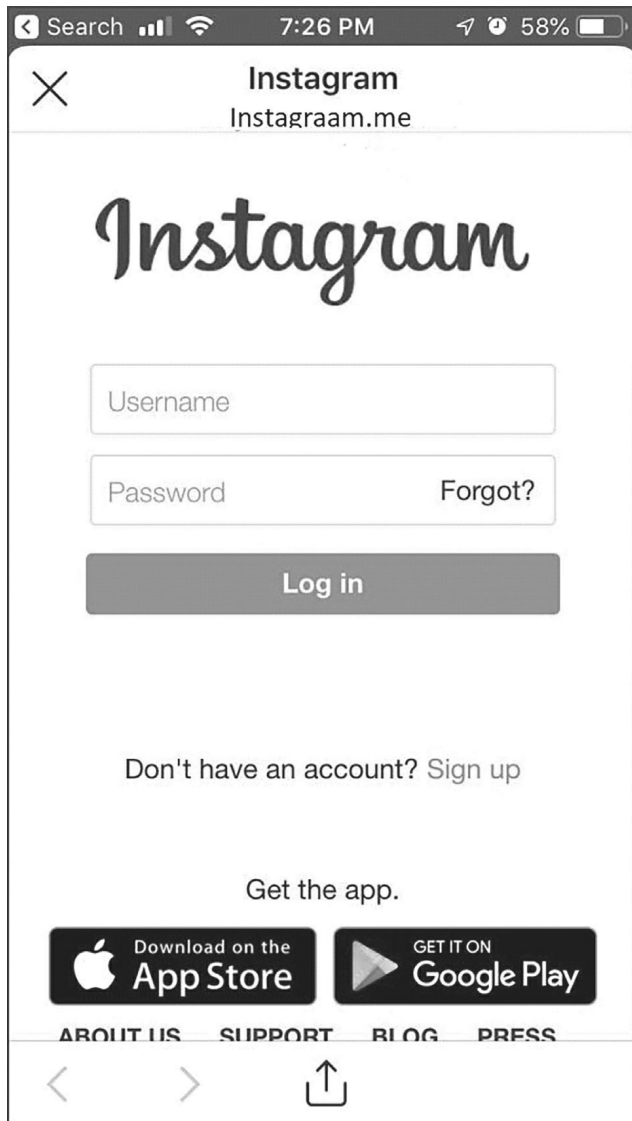 Search 7:26 PM 58%
Instagram
Instagraam.me
Instagram
Username
Password Forgot?
Log in
Don't have an account? Sign up
Get the app.
Download on the
App Store
GET IT ON
Google Play
ABOUT US SUPPORT BLOG PRESS